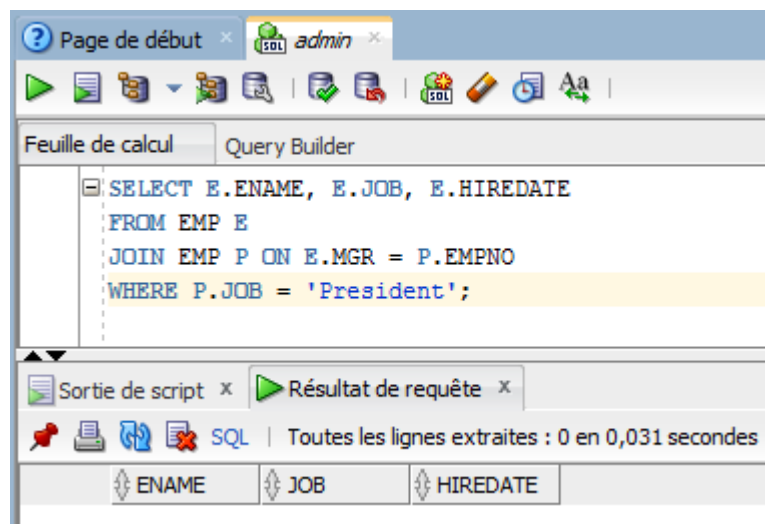 Page de début admin
Feuille de calcul Query Builder
SELECT E.ENAME, E.JOB, E.HIREDATE
FROM EMP E
JOIN EMP P ON E.MGR = P.EMPNO
WHERE P.JOB = 'President';
Sortie de script x Résultat de requête x
SQL | Toutes les lignes extraites : 0 en 0,031 secondes
ENAME JOB HIREDATE